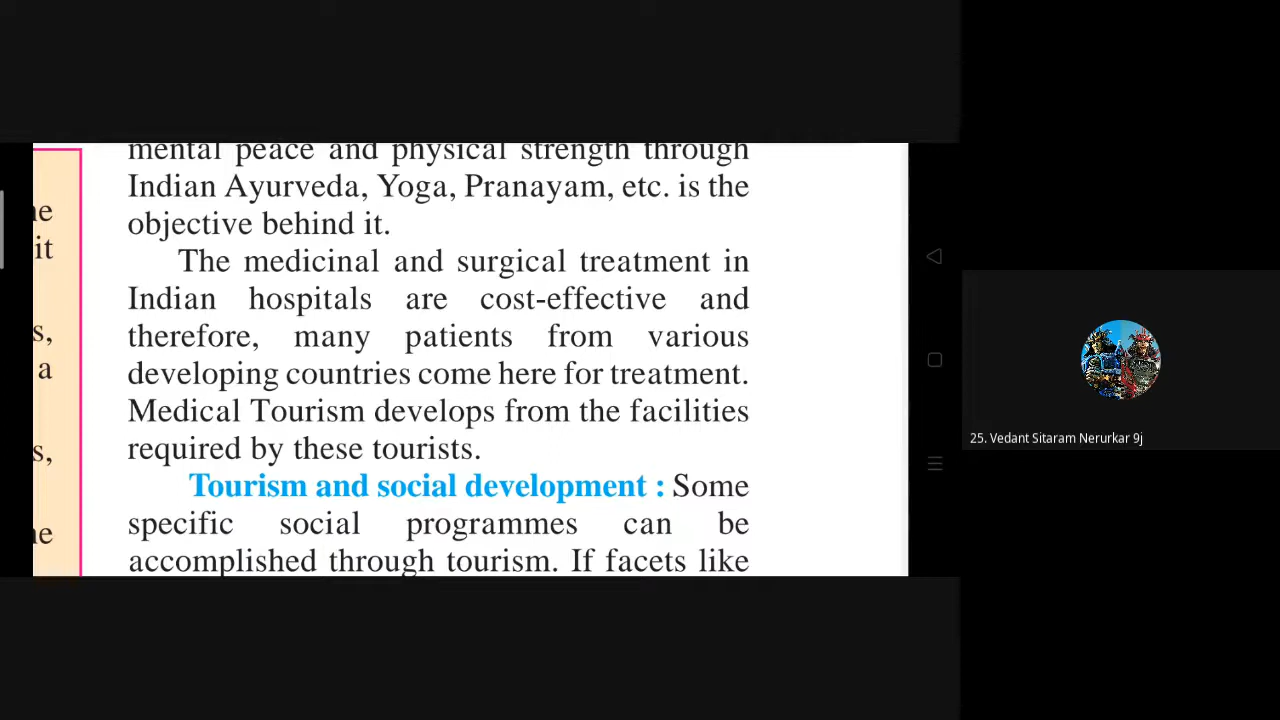 mental peace and physical strength through
Indian Ayurveda, Yoga, Pranayam, etc. is the
objective behind it.
The medicinal and surgical treatment in
Indian hospitals are cost-effective and
therefore, many patients from various
developing countries come here for treatment.
Medical Tourism develops from the facilities
required by these tourists.
Tourism and social development : Some
specific social programmes can be
accomplished through tourism. If facets like
it
s,
a
s,
25. Vedant Sitaram Nerurkar 9j